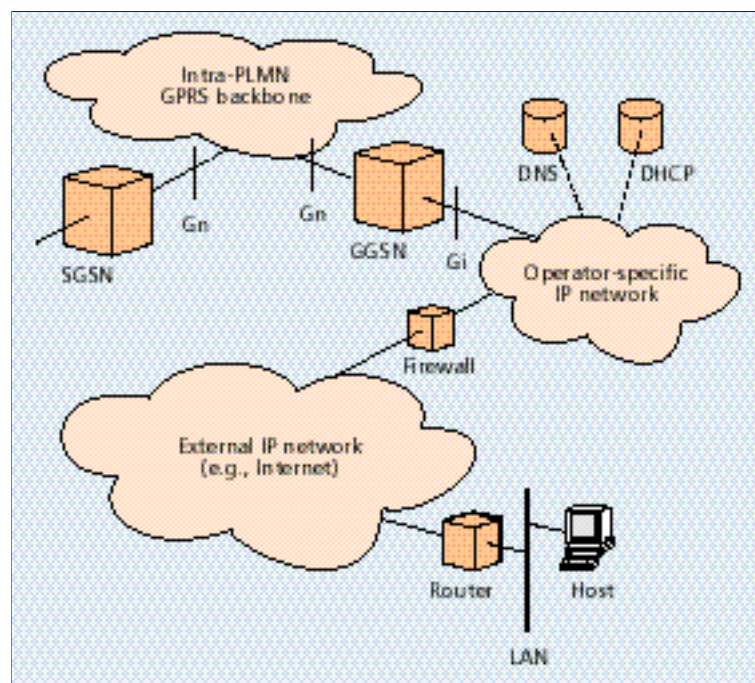 Intra-PLMN
GPRS backbone
DNS
DHCP
Gn
Gn
GGSN
Gi
SGSN
Operator-specific
IP network
Firewall
External IP network
(e.g., Internet)
Router
Host
LAN